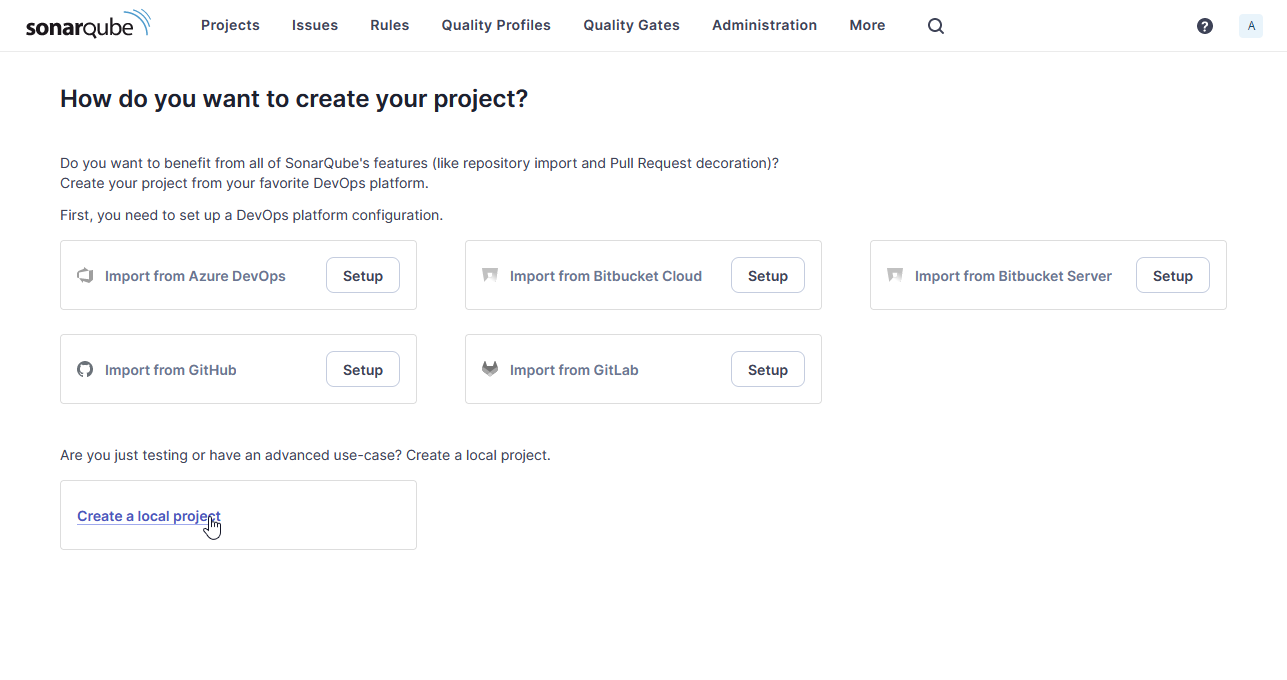 sonarqube Projects Issues Rules Quality Profiles Quality Gates Administration More ? A
How do you want to create your project?
Do you want to benefit from all of SonarQube's features (like repository import and Pull Request decoration)?
Create your project from your favorite DevOps platform.
First, you need to set up a DevOps platform configuration.
Import from Azure DevOps Setup Import from Bitbucket Cloud Setup Import from Bitbucket Server Setup
Import from GitHub Setup Import from GitLab Setup
Are you just testing or have an advanced use-case? Create a local project.
Create a local project